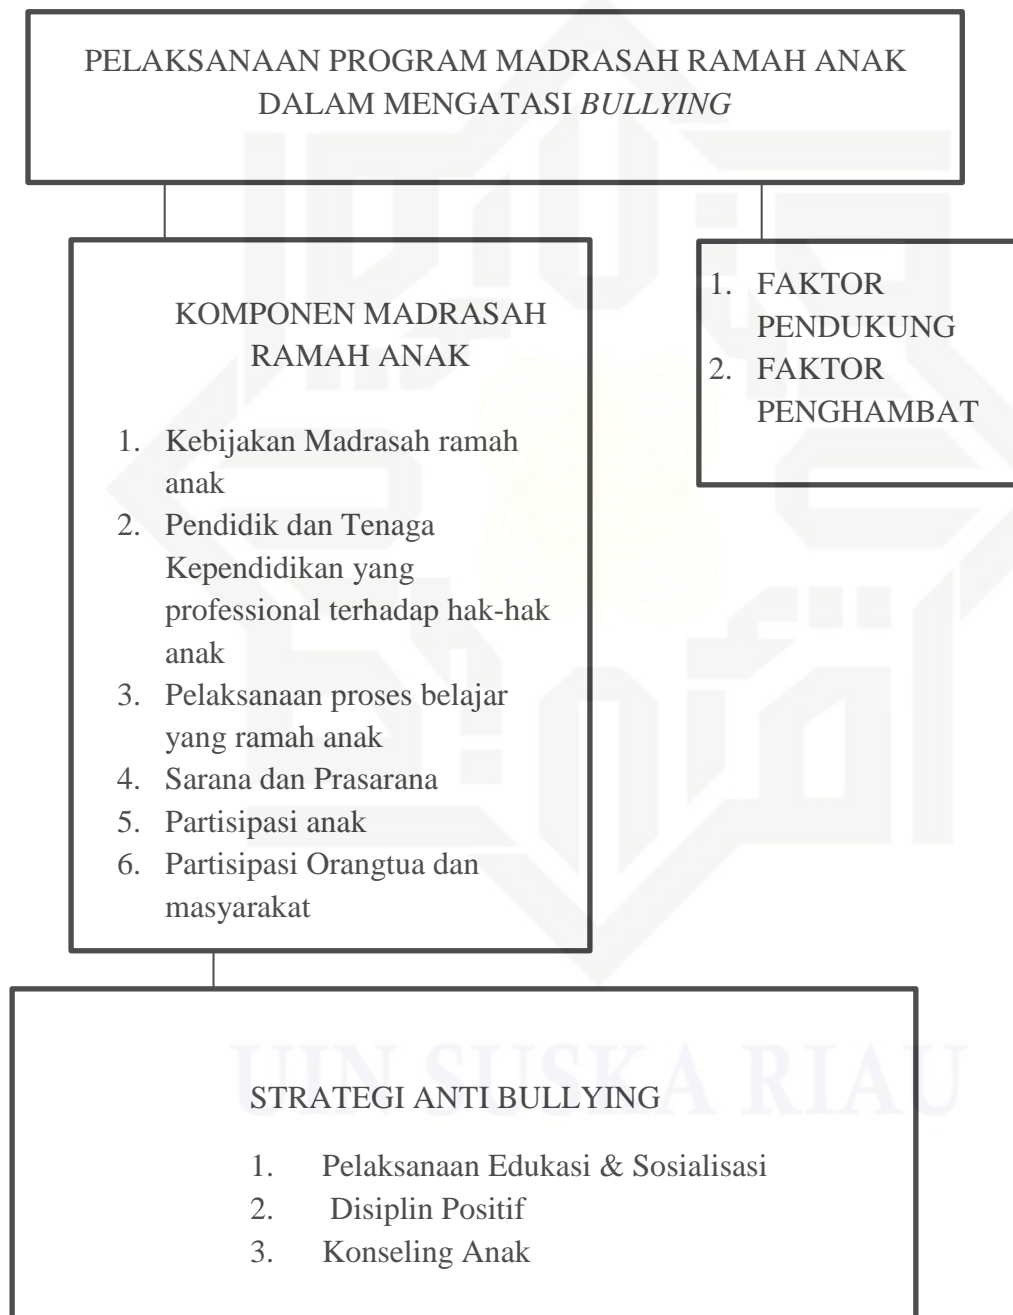 PELAKSANAAN PROGRAM MADRASAH RAMAH ANAK
DALAM MENGATASI BULLYING
KOMPONEN MADRASAH
RAMAH ANAK
1. Kebijakan Madrasah ramah
anak
2. Pendidik dan Tenaga
Kependidikan yang
professional terhadap hak-hak
anak
3. Pelaksanaan proses belajar
yang ramah anak
4. Sarana dan Prasarana
5. Partisipasi anak
6. Partisipasi Orangtua dan
masyarakat
1. FAKTOR
PENDUKUNG
2. FAKTOR
PENGHAMBAT
UIN SUSKA RIAU
STRATEGI ANTI BULLYING
1. Pelaksanaan Edukasi & Sosialisasi
2. Disiplin Positif
3. Konseling Anak